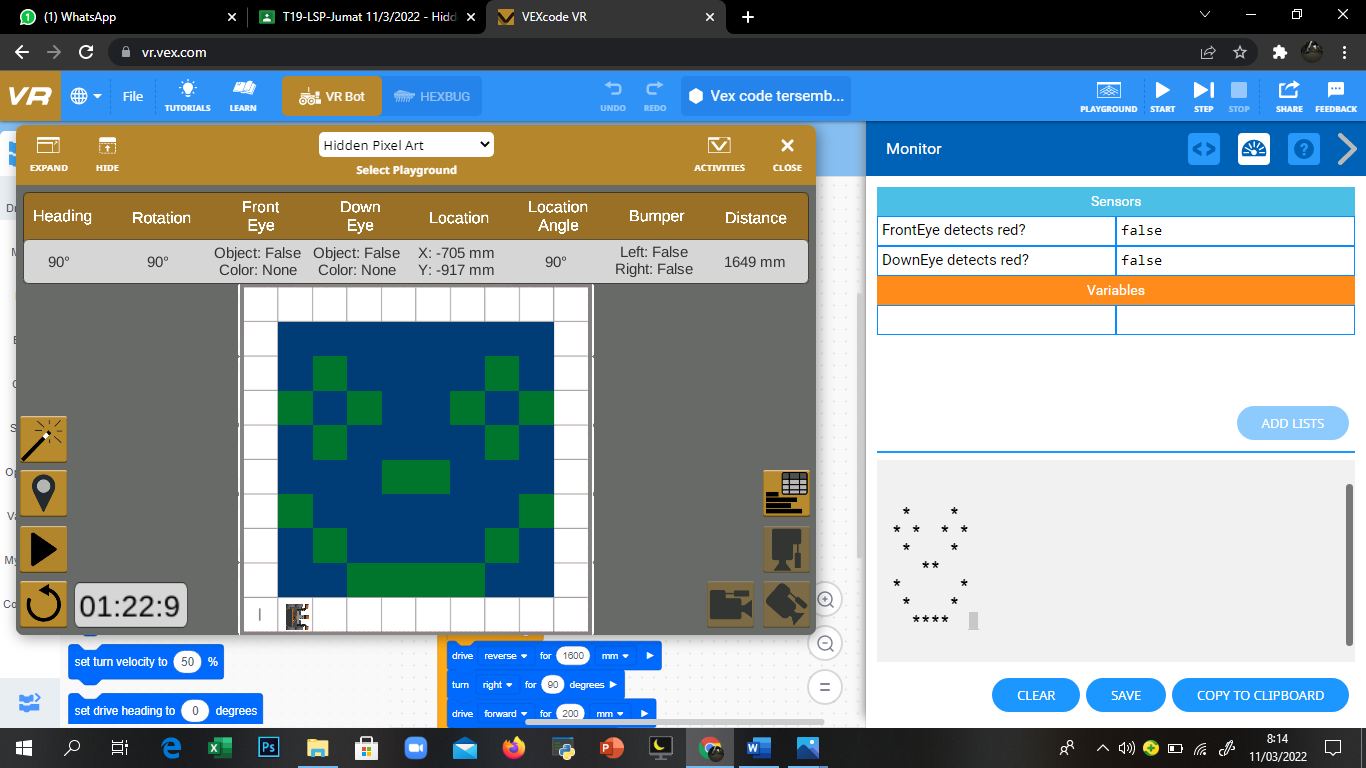 (1) WhatsApp
T19-LSP-Jumat 11/3/2022 - Hidd
VEXcode VR
vr.vex.com
VR
File
TUTORIALS
LEARN
VR Bot
HEXBUG
UNDO
REDO
Vex code tersemb...
PLAYGROUND
START
STEP
STOP
SHARE
FEEDBACK
EXPAND
HIDE
Hidden Pixel Art
Select Playground
ACTIVITIES
CLOSE
Heading
Rotation
Front Eye
Down Eye
Location
Location Angle
Bumper
Distance
90°
90°
Object: False
Color: None
Object: False
Color: None
X: -705 mm
Y: -917 mm
90°
Left: False
Right: False
1649 mm
01:22:9
set turn velocity to 50 %
set drive heading to 0 degrees
drive reverse for 1600 mm
turn right for 90 degrees
drive forward for 200 mm
Monitor
Sensors
FrontEye detects red? false
DownEye detects red? false
Variables
ADD LISTS
* *
* * * *
* *
**
* *
* *
****
CLEAR
SAVE
COPY TO CLIPBOARD
8:14
11/03/2022